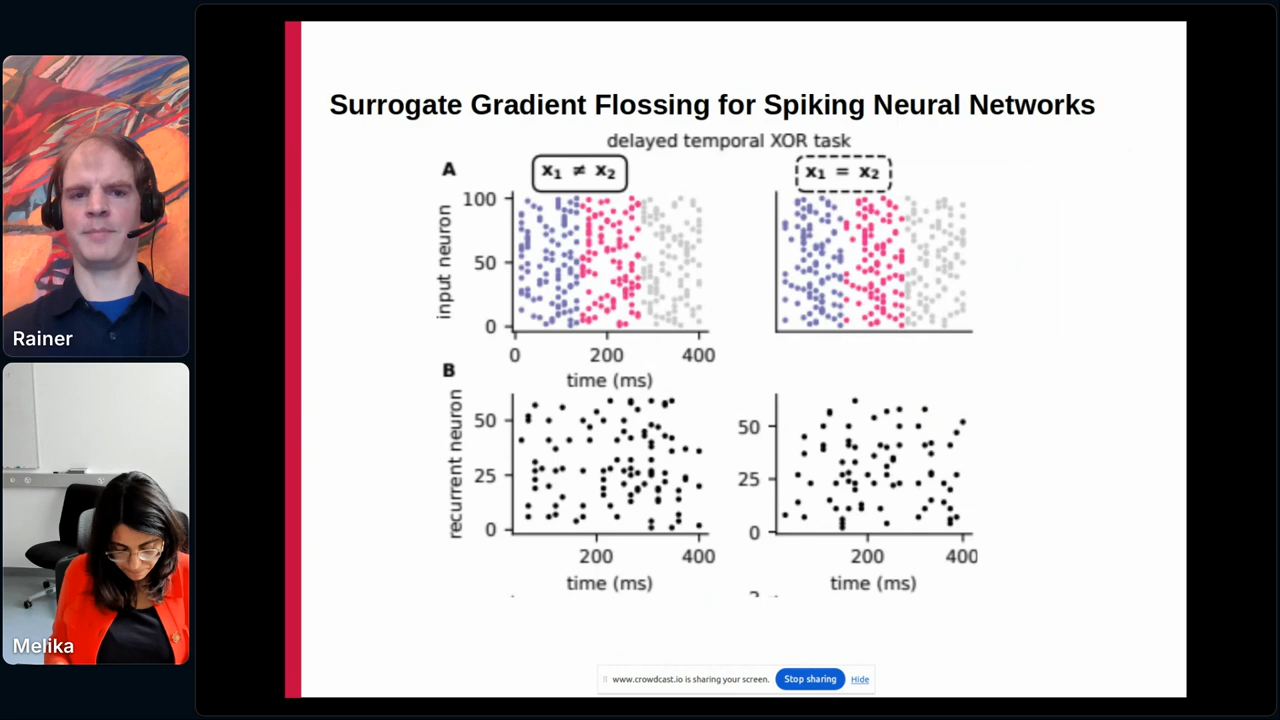 Surrogate Gradient Flossing for Spiking Neural Networks
delayed temporal XOR task
A
x₁ ≠ x₂
x₁ = x₂
input neuron
100
50
0
0 200 400
time (ms)
B
recurrent neuron
50
25
0
200 400
time (ms)
50
25
0
200 400
time (ms)
Rainer
Melika
www.crowdcast.io is sharing your screen. Stop sharing Hide